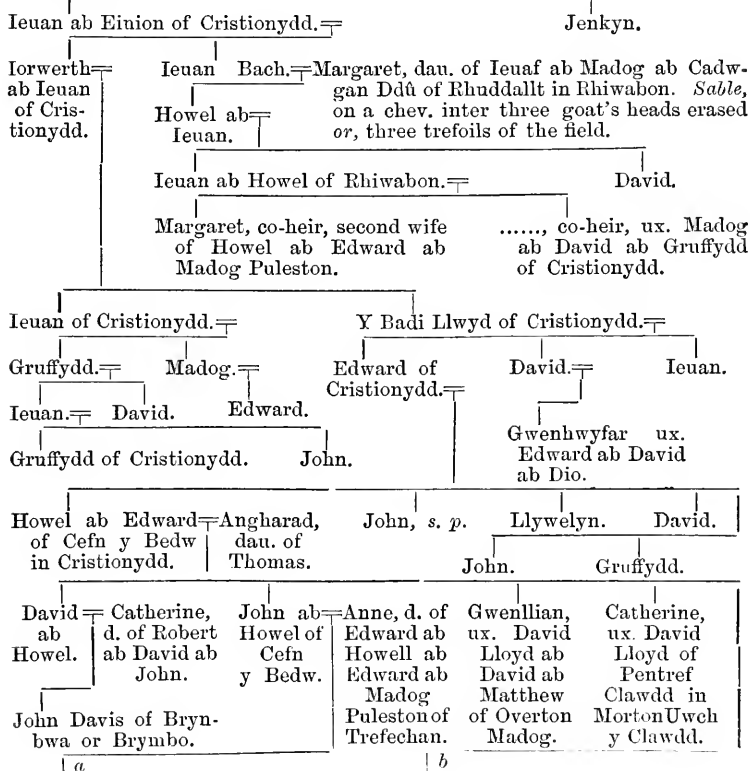 Ieuan ab Einion of Cristionydd.
Jenkyn.
Iorwerth
ab Ieuan
of Cris-
tionydd.
Ieuan Bach.
Margaret, dau. of Ieuaf ab Madog ab Cadw-
gan Ddû of Rhuddallt in Rhiwabon. Sable,
on a chev. inter three goat's heads erased
or, three trefoils of the field.
Howel ab
Ieuan.
Ieuan ab Howel of Rhiwabon.
David.
Margaret, co-heir, second wife
of Howel ab Edward ab
Madog Puleston.
......, co-heir, ux. Madog
ab David ab Gruffydd
of Cristionydd.
Ieuan of Cristionydd.
Y Badi Llwyd of Cristionydd.
Gruffydd.
Madog.
Edward of
Cristionydd.
David.
Ieuan.
Ieuan.
David.
Edward.
Gwenhwyfar ux.
Edward ab David
ab Dio.
Gruffydd of Cristionydd.
John.
Howel ab Edward
of Cefn y Bedw
in Cristionydd.
Angharad,
dau. of
Thomas.
John, s. p.
Llywelyn.
David.
John.
Gruffydd.
David
ab
Howel.
Catherine,
d. of Robert
ab David ab
John.
John ab
Howel of
Cefn
y Bedw.
Anne, d. of
Edward ab
Howell ab
Edward ab
Madog
Puleston of
Trefechan.
Gwenllian,
ux. David
Lloyd ab
David ab
Matthew
of Overton
Madog.
Catherine,
ux. David
Lloyd of
Pentref
Clawdd in
Morton Uwch
y Clawdd.
John Davis of Bryn-
bwa or Brymbo.
a
b